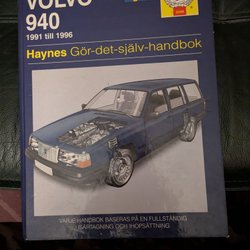 VOLVO
940
1991 till 1996
Haynes Gör-det-själv-handbok
VARJE HANDBOK BASERAS PÅ EN FULLSTÄNDIG
ISÄRTAGNING OCH IHOPSÄTTNING